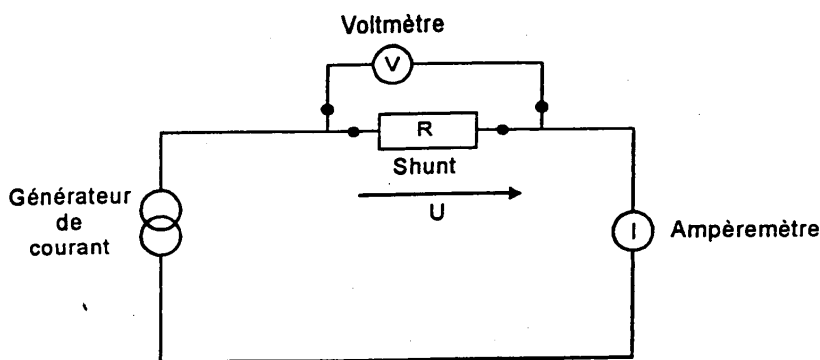 Voltmètre
V
R
Shunt
U
Générateur
de
courant
I
Ampèremètre